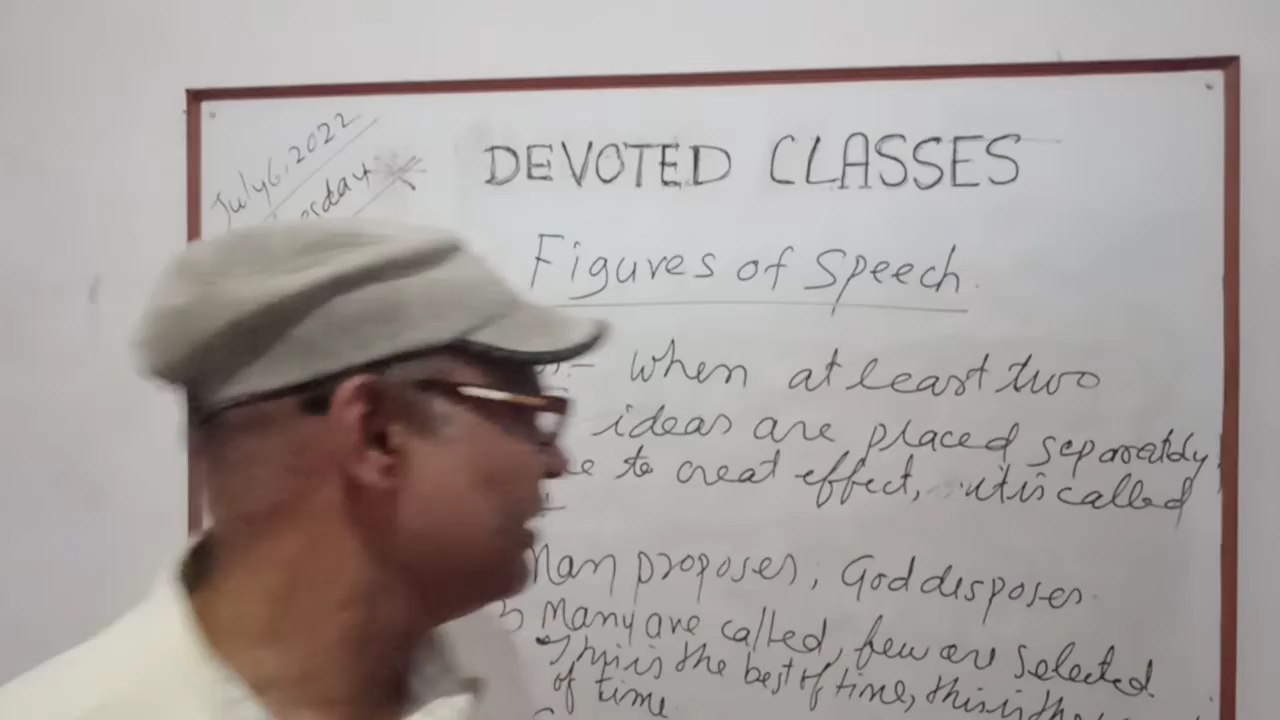 July 6, 2022
DEVOTED CLASSES
Figures of Speech
:- when at least two
ideas are placed separately
to creat effect, it is called
Man proposes, God disposes
Many are called, few are selected
This is the best of time, this is the
of time